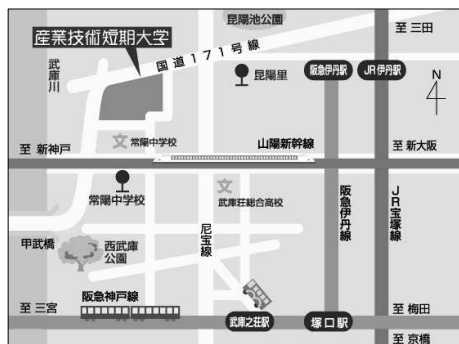 昆陽池公園
産業技術短期大学
国道171号線
至 三田
武庫川
昆陽里
阪急伊丹駅
JR伊丹駅
N
文 常陽中学校
山陽新幹線
至 新神戸
至 新大阪
常陽中学校
文
武庫荘総合高校
尼宝線
阪急伊丹線
JR宝塚線
甲武橋
西武庫
公園
阪急神戸線
至 三宮
武庫之荘駅
塚口駅
至 梅田
至 京橋